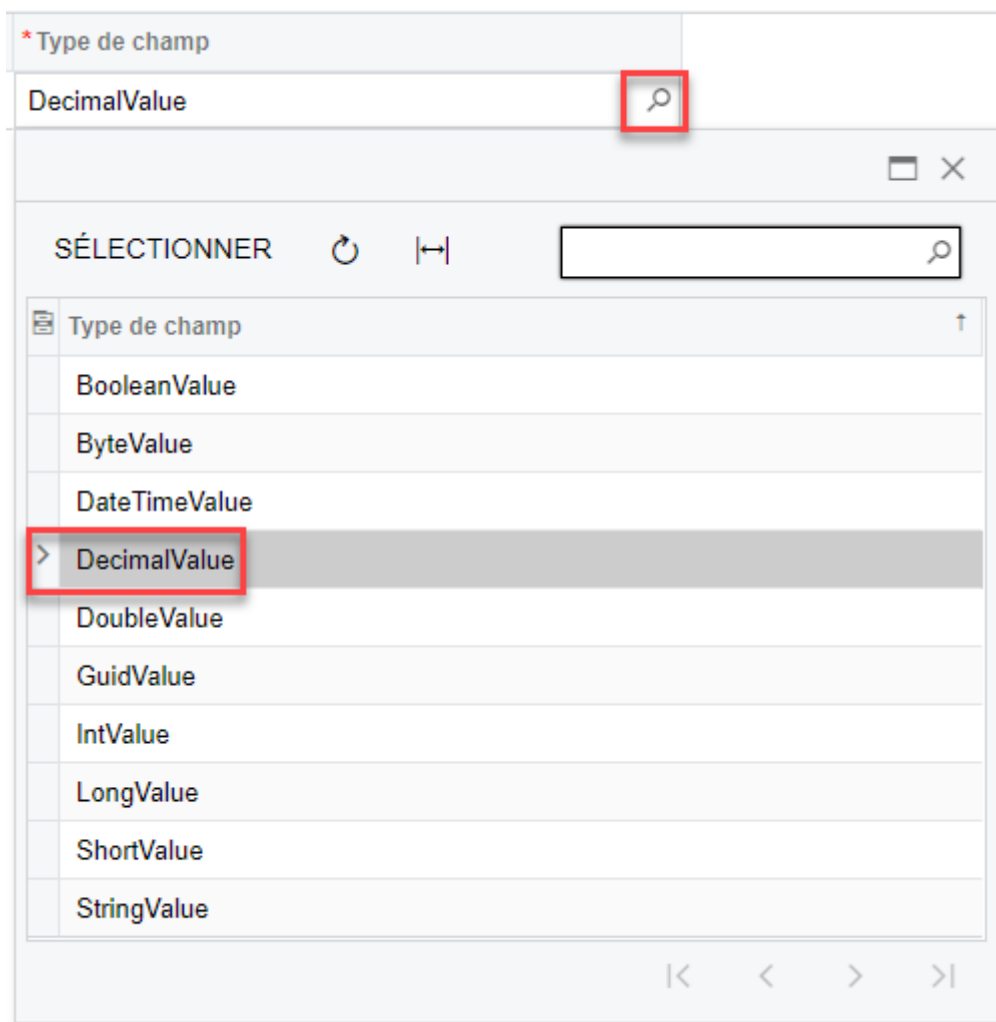 * Type de champ
DecimalValue
SÉLECTIONNER
Type de champ
BooleanValue
ByteValue
DateTimeValue
DecimalValue
DoubleValue
GuidValue
IntValue
LongValue
ShortValue
StringValue